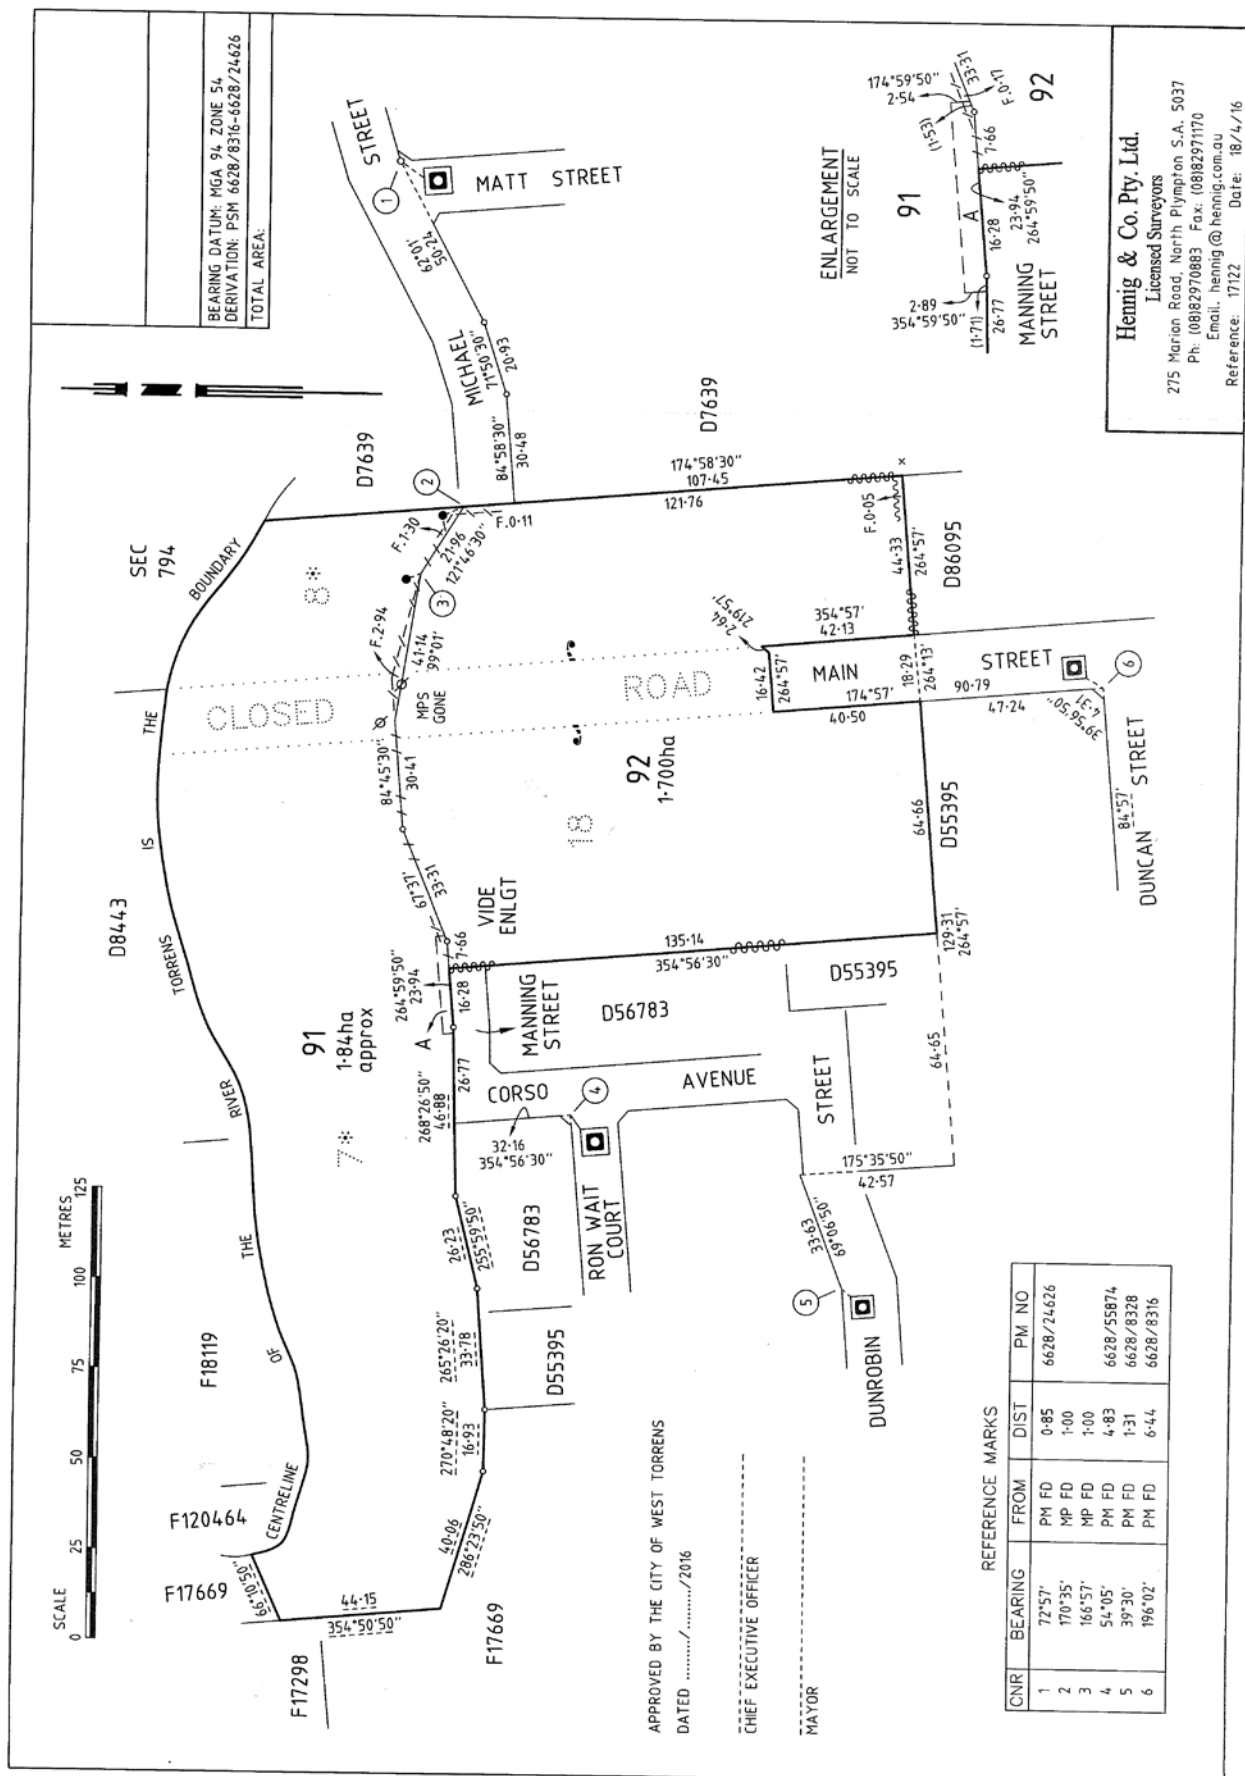 BEARING DATUM: MGA 94 ZONE 54
DERIVATION: PSM 6628/8316-6628/24626
TOTAL AREA:
SCALE
METRES
0 25 50 75 100 125
F17298
F17669
F120464
F18119
D8443
SEC
794
D7639
CENTRELINE
OF
THE
RIVER
TORRENS
IS
THE
BOUNDARY
66°10'50"
44·15
354°50'50"
F17669
40·06
286°23'50"
270°48'20"
16·93
265°26'20"
33·78
26·23
255°59'50"
268°26'50"
46·88
26·77
264°59'50"
23·94
16·28
A
7·66
67°37'
33·31
84°45'30"
30·41
MPS
GONE
41·14
99°01'
F.2·94
3
21·96
121°46'30"
F.1·30
2
F.0·11
7*
91
1·84ha
approx
CLOSED
ROAD
8*
18
92
1·700ha
VIDE
ENLGT
84°58'30"
30·48
71°50'30"
20·93
62°01'
50·24
MICHAEL
STREET
1
MATT STREET
D7639
174°58'30"
107·45
121·76
x
F.0·05
44·33
264°57'
D86095
354°57'
42·13
2·64
219°57'
16·42
264°57'
MAIN
STREET
174°57'
40·50
18·29
264°13'
90·79
47·24
39°56'50"
4·31
6
84°57'
DUNCAN STREET
64·66
D55395
129·31
264°57'
64·65
135·14
354°56'30"
D55395
D56783
MANNING
STREET
CORSO
AVENUE
4
32·16
354°56'30"
RON WAIT
COURT
D56783
D55395
STREET
175°35'50"
42·57
33·63
69°06'50"
5
DUNROBIN
ENLARGEMENT
NOT TO SCALE
91
92
174°59'50"
2·54
33·31
F.0·17
(1·53)
7·66
A
23·94
264°59'50"
16·28
2·89
354°59'50"
(1·71)
26·77
MANNING
STREET
APPROVED BY THE CITY OF WEST TORRENS
DATED ......../............/2016
CHIEF EXECUTIVE OFFICER
MAYOR
REFERENCE MARKS
CNR BEARING FROM DIST PM NO
1 72°57' PM FD 0·85 6628/24626
2 170°35' MP FD 1·00
3 166°57' MP FD 1·00
4 54°05' PM FD 4·83 6628/55874
5 39°30' PM FD 1·31 6628/8328
6 196°02' PM FD 6·44 6628/8316
Hennig & Co. Pty. Ltd.
Licensed Surveyors
275 Marion Road, North Plympton S.A. 5037
Ph: (08)82970883 Fax: (08)82971170
Email. hennig@hennig.com.au
Reference: 17122 Date: 18/4/16